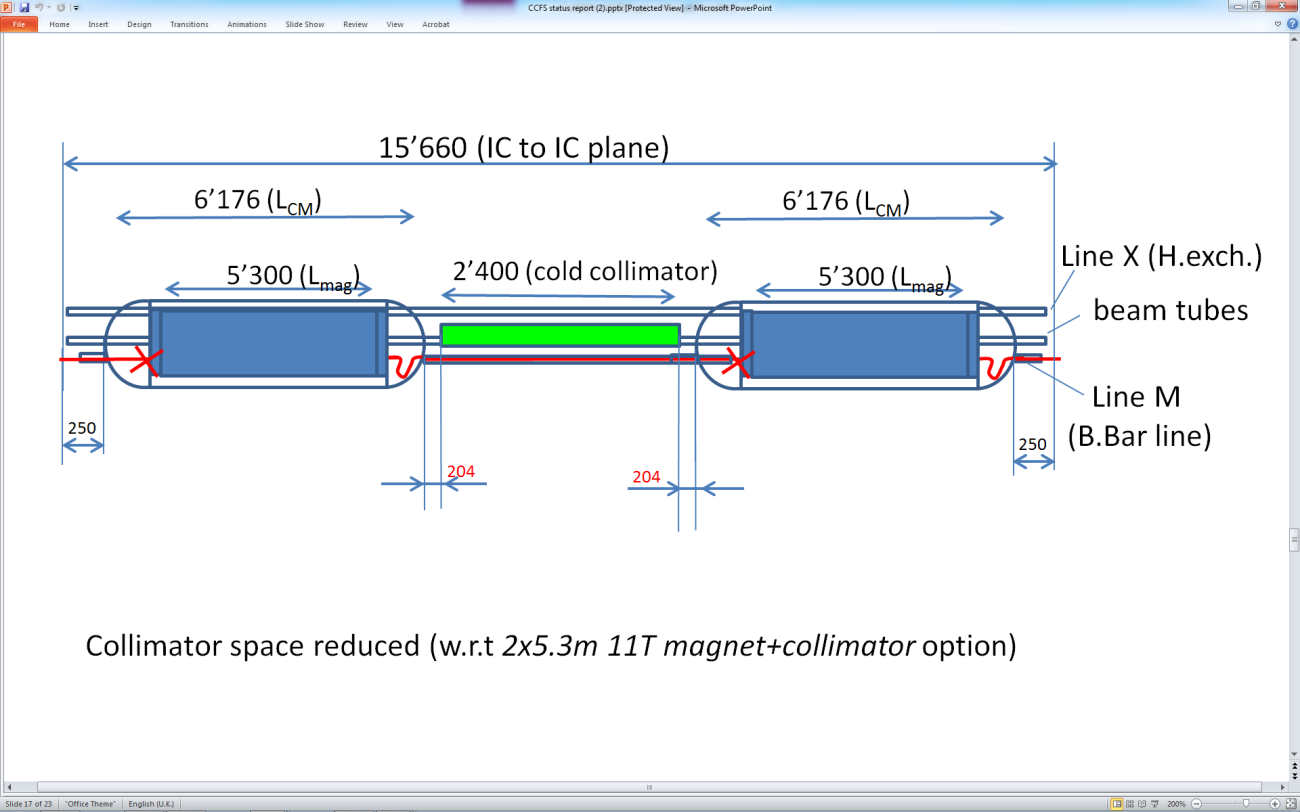 CCFS status report (2).pptx [Protected View] - Microsoft PowerPoint
File Home Insert Design Transitions Animations Slide Show Review View Acrobat
15’660 (IC to IC plane)
6’176 (LCM)
6’176 (LCM)
5’300 (Lmag)
2’400 (cold collimator)
5’300 (Lmag)
Line X (H.exch.)
beam tubes
Line M
(B.Bar line)
250
250
204
204
Collimator space reduced (w.r.t 2x5.3m 11T magnet+collimator option)
Slide 17 of 23 "Office Theme" English (U.K.) 200%